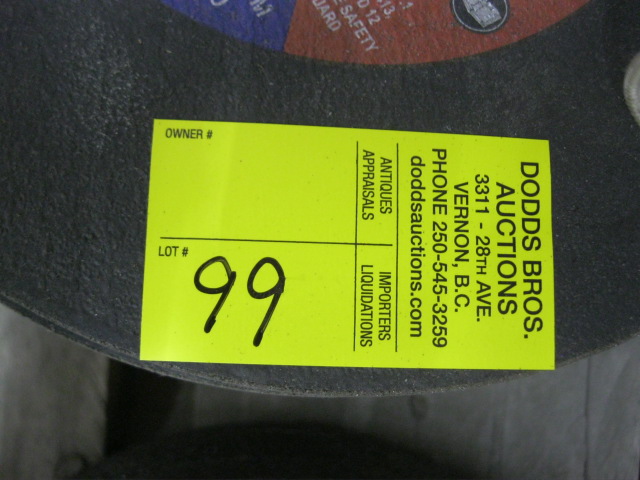 OWNER #
LOT #
99
ANTIQUES
APPRAISALS
IMPORTERS
LIQUIDATIONS
DODDS BROS.
AUCTIONS
3311 - 28TH AVE.
VERNON, B.C.
PHONE 250-545-3259
doddsauctions.com
SAFETY